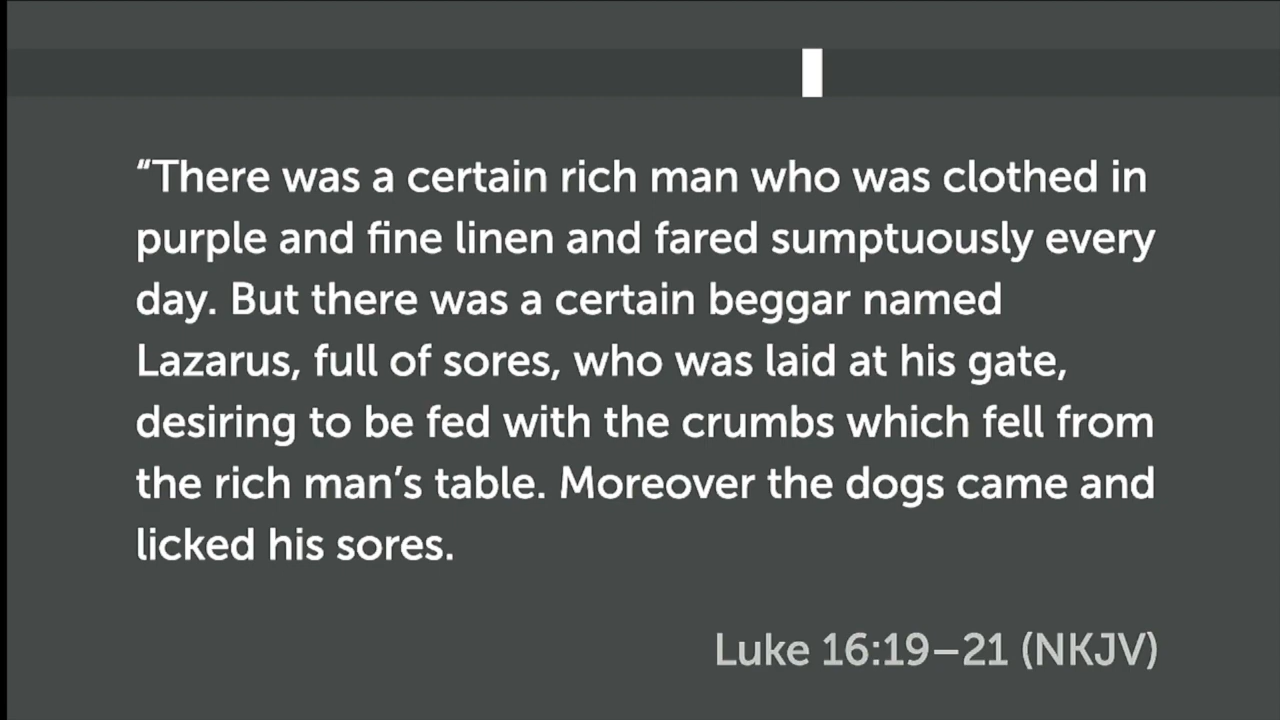 “There was a certain rich man who was clothed in
purple and fine linen and fared sumptuously every
day. But there was a certain beggar named
Lazarus, full of sores, who was laid at his gate,
desiring to be fed with the crumbs which fell from
the rich man’s table. Moreover the dogs came and
licked his sores.
Luke 16:19–21 (NKJV)